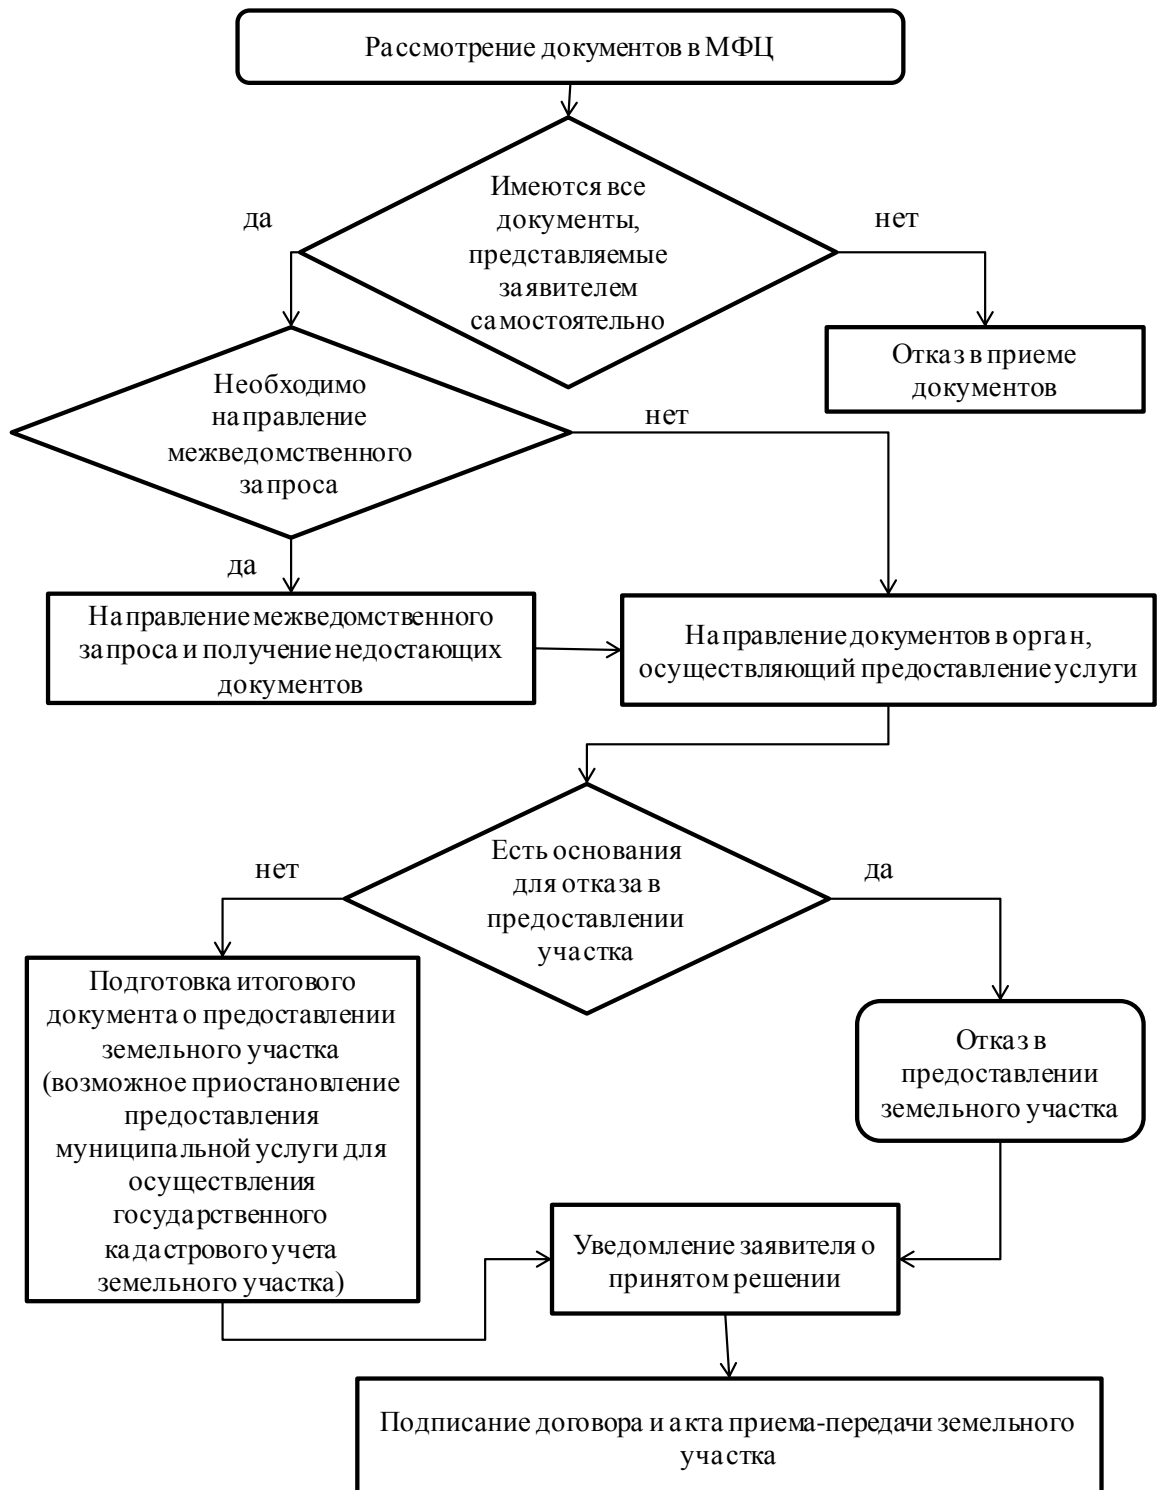 Рассмотрение документов в МФЦ
Имеются все
документы,
представляемые
заявителем
самостоятельно
да
нет
Отказ в приеме
документов
Необходимо
направление
межведомственного
запроса
нет
да
Направление межведомственного
запроса и получение недостающих
документов
Направление документов в орган,
осуществляющий предоставление услуги
Есть основания
для отказа в
предоставлении
участка
нет
да
Подготовка итогового
документа о предоставлении
земельного участка
(возможное приостановление
предоставления
муниципальной услуги для
осуществления
государственного
кадастрового учета
земельного участка)
Отказ в
предоставлении
земельного участка
Уведомление заявителя о
принятом решении
Подписание договора и акта приема-передачи земельного
участка